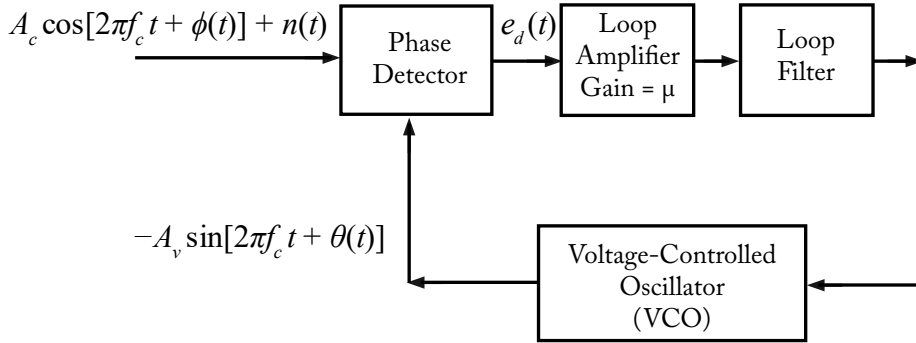 A_c cos[2πf_c t + ϕ(t)] + n(t)
Phase
Detector
e_d(t)
Loop
Amplifier
Gain = μ
Loop
Filter
−A_v sin[2πf_c t + θ(t)]
Voltage-Controlled
Oscillator
(VCO)